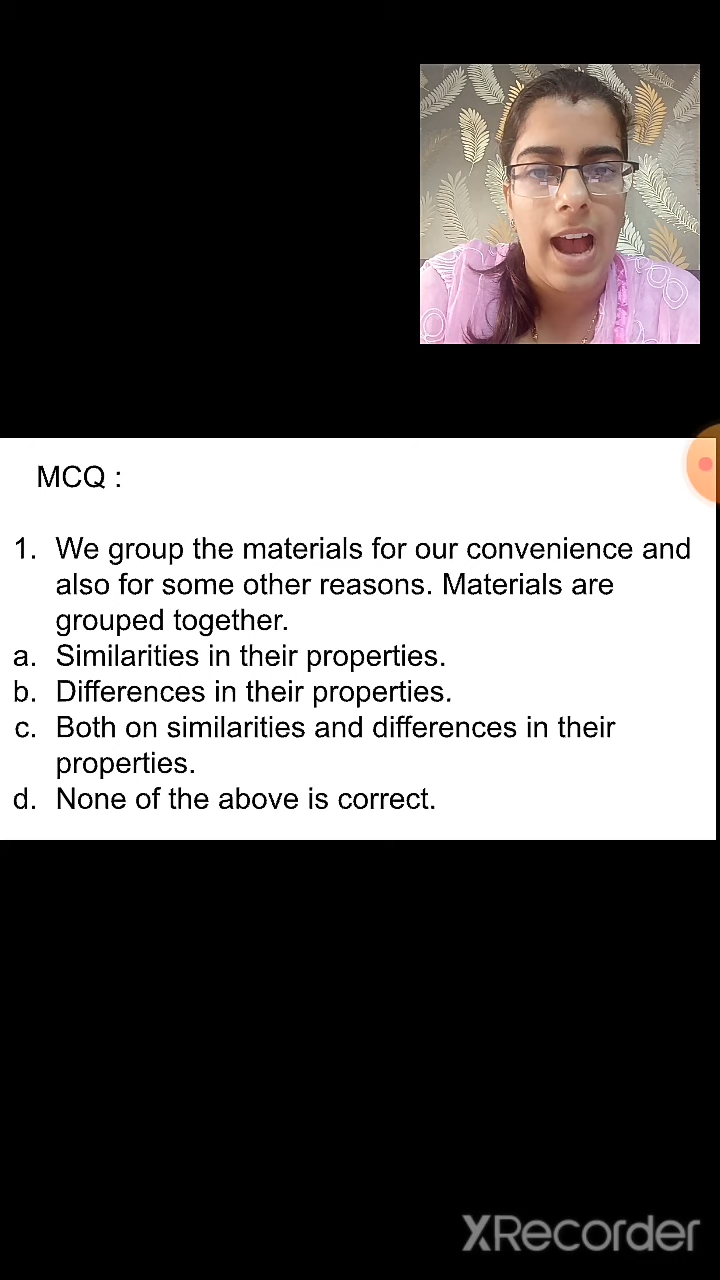 MCQ :
1. We group the materials for our convenience and
also for some other reasons. Materials are
grouped together.
a. Similarities in their properties.
b. Differences in their properties.
c. Both on similarities and differences in their
properties.
d. None of the above is correct.
XRecorder